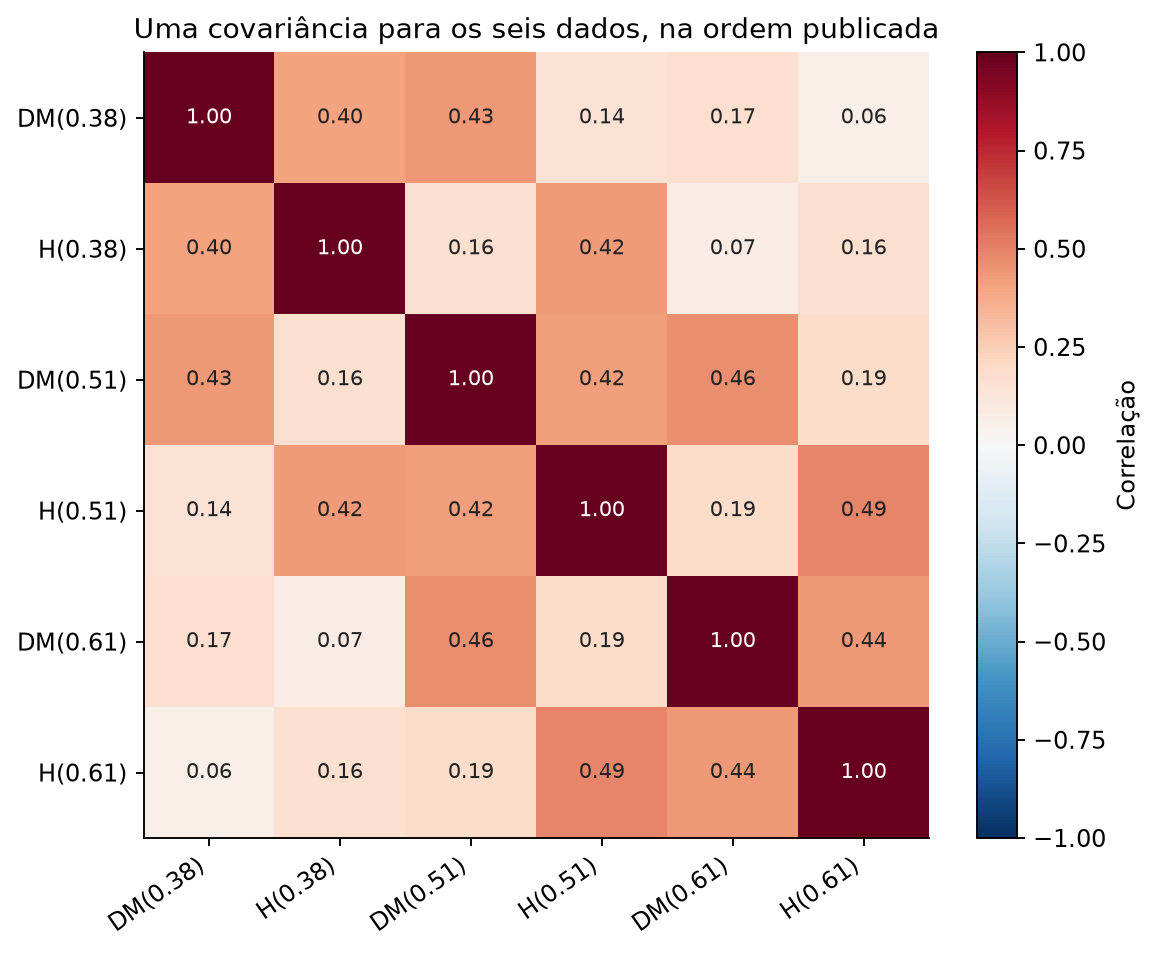 Uma covariância para os seis dados, na ordem publicada
DM(0.38) 1.00 0.40 0.43 0.14 0.17 0.06
H(0.38) 0.40 1.00 0.16 0.42 0.07 0.16
DM(0.51) 0.43 0.16 1.00 0.42 0.46 0.19
H(0.51) 0.14 0.42 0.42 1.00 0.19 0.49
DM(0.61) 0.17 0.07 0.46 0.19 1.00 0.44
H(0.61) 0.06 0.16 0.19 0.49 0.44 1.00
DM(0.38) H(0.38) DM(0.51) H(0.51) DM(0.61) H(0.61)
1.00
0.75
0.50
0.25
0.00
−0.25
−0.50
−0.75
−1.00
Correlação